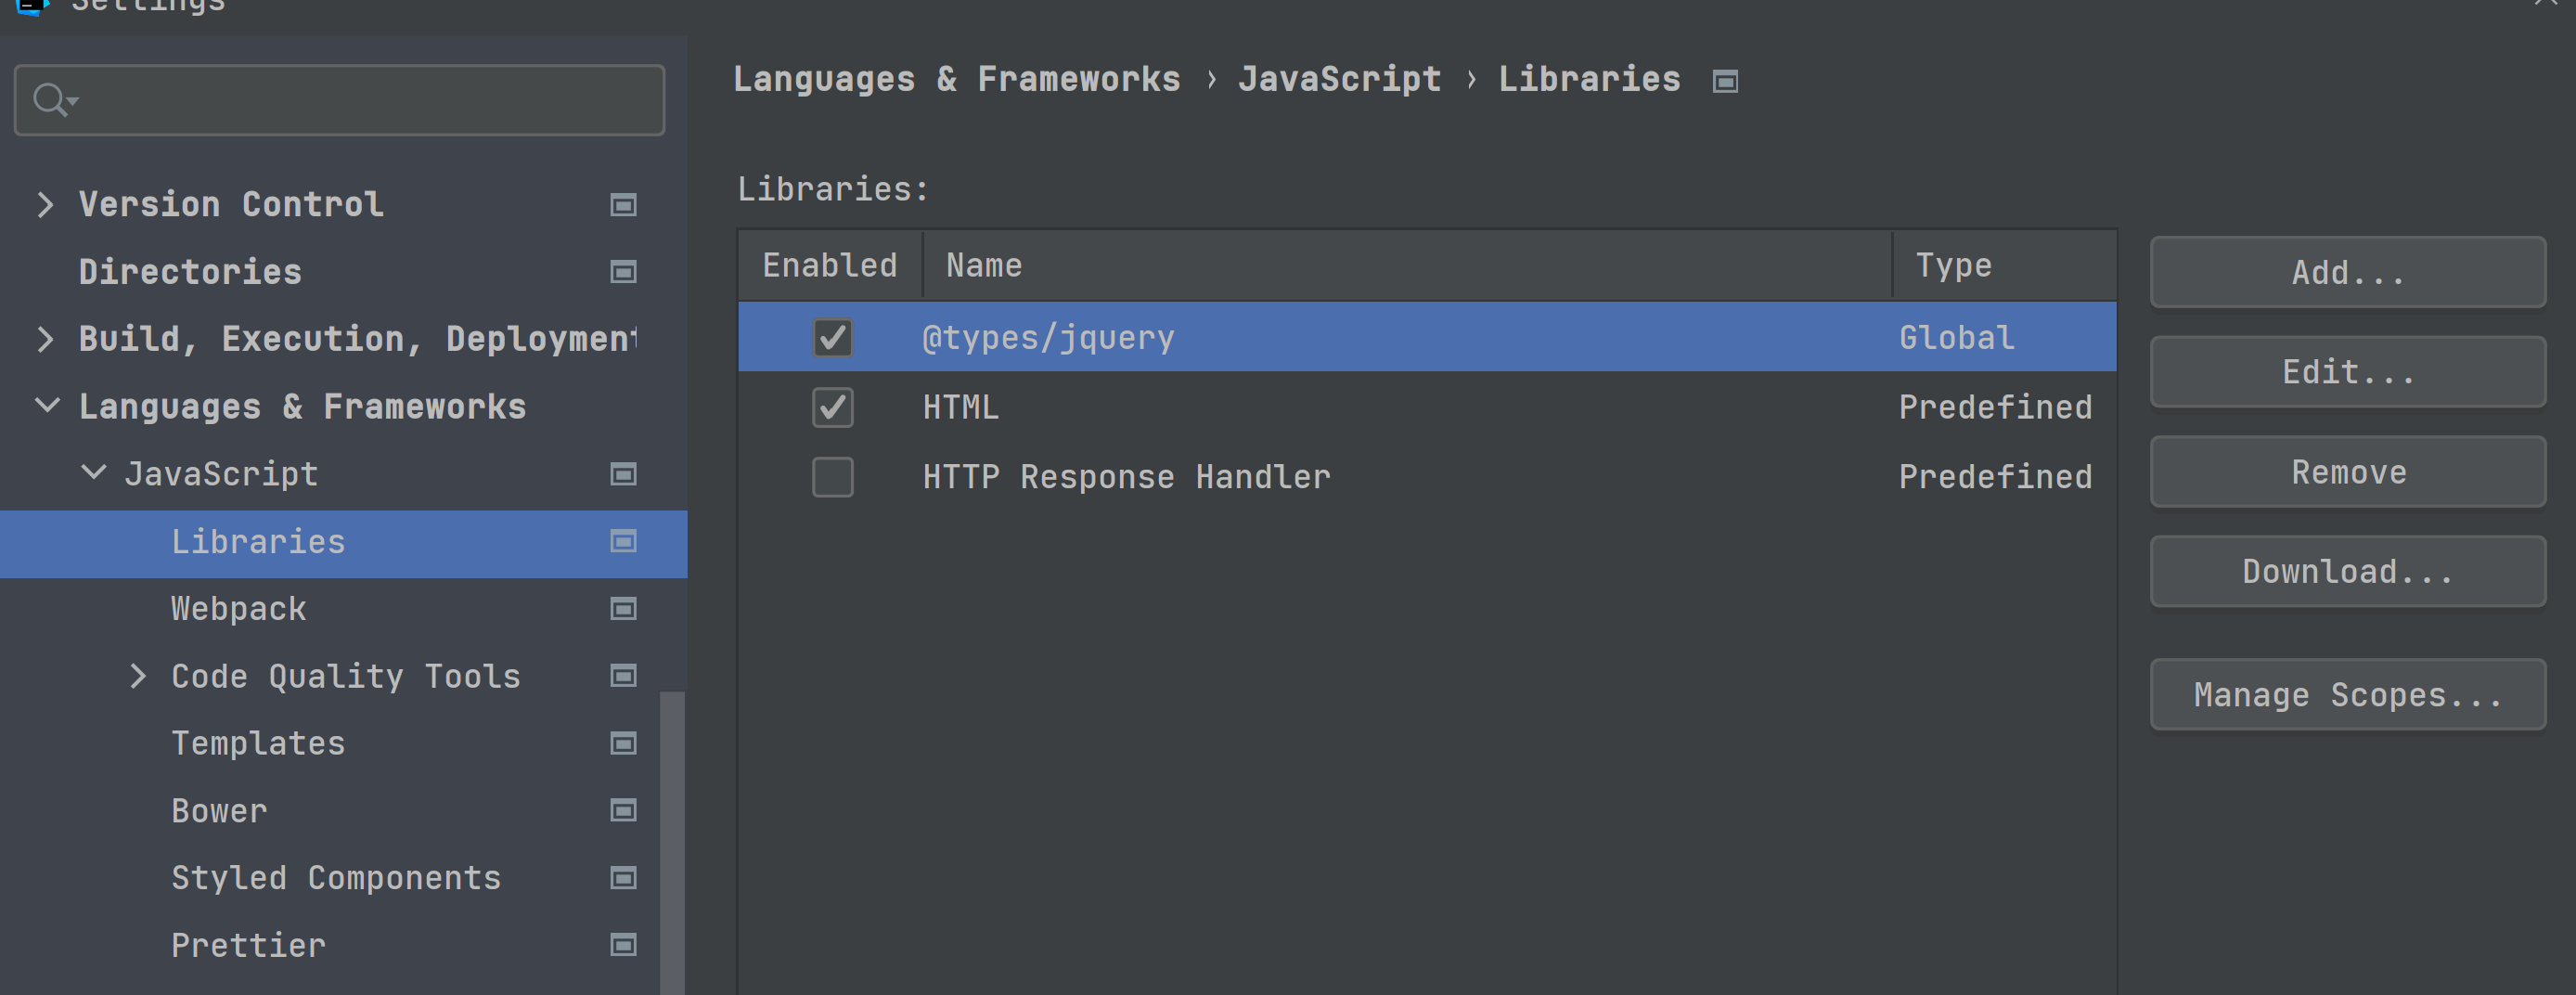 Settings
Languages & Frameworks › JavaScript › Libraries
Version Control
Directories
Build, Execution, Deployment
Languages & Frameworks
JavaScript
Libraries
Webpack
Code Quality Tools
Templates
Bower
Styled Components
Prettier
Libraries:
Enabled Name Type
@types/jquery Global
HTML Predefined
HTTP Response Handler Predefined
Add...
Edit...
Remove
Download...
Manage Scopes...